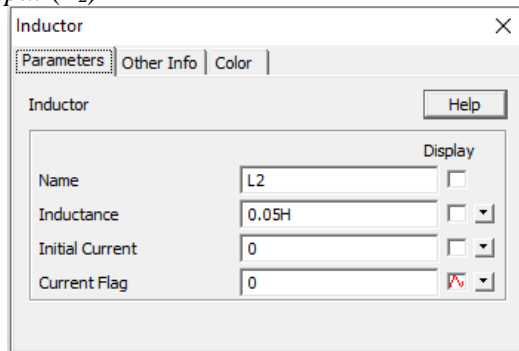 Inductor
Parameters Other Info Color
Inductor Help
Display
Name L2
Inductance 0.05H
Initial Current 0
Current Flag 0